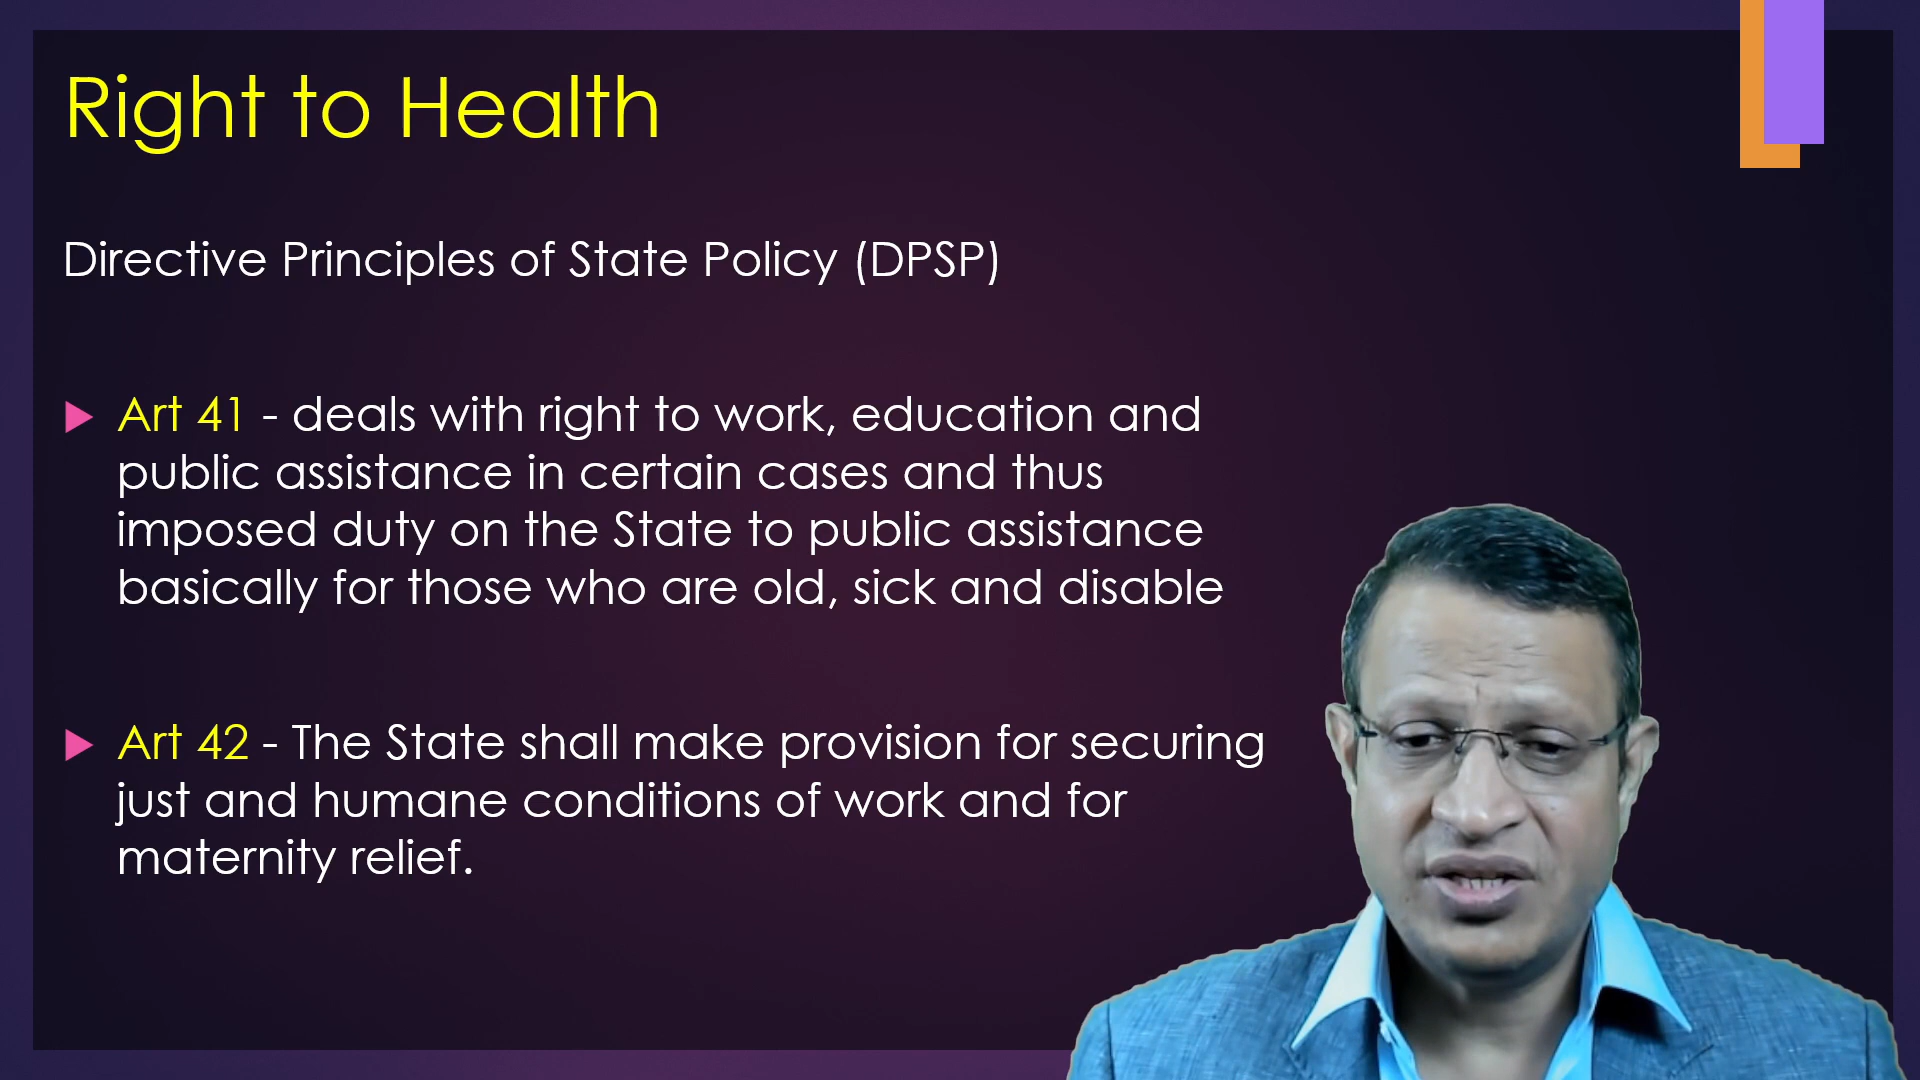 Right to Health
Directive Principles of State Policy (DPSP)
Art 41 - deals with right to work, education and
public assistance in certain cases and thus
imposed duty on the State to public assistance
basically for those who are old, sick and disable
Art 42 - The State shall make provision for securing
just and humane conditions of work and for
maternity relief.